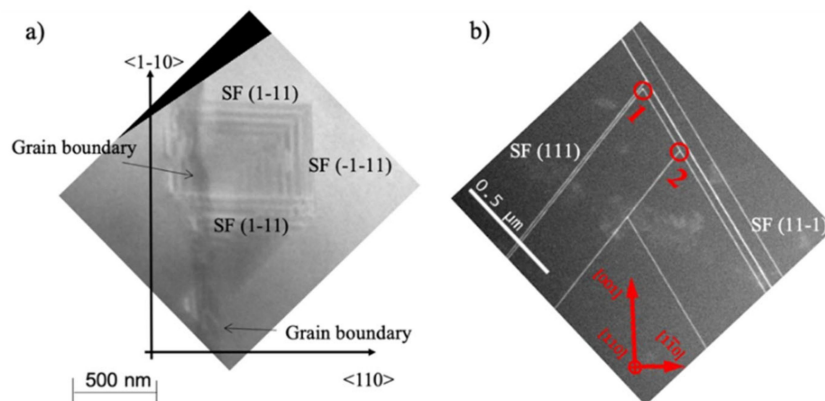 a)
<1-10>
SF (1-11)
Grain boundary
SF (-1-11)
SF (1-11)
Grain boundary
<110>
500 nm
b)
1
SF (111)
2
0.5 μm
SF (11-1)
[001]
[110]
[1-10]